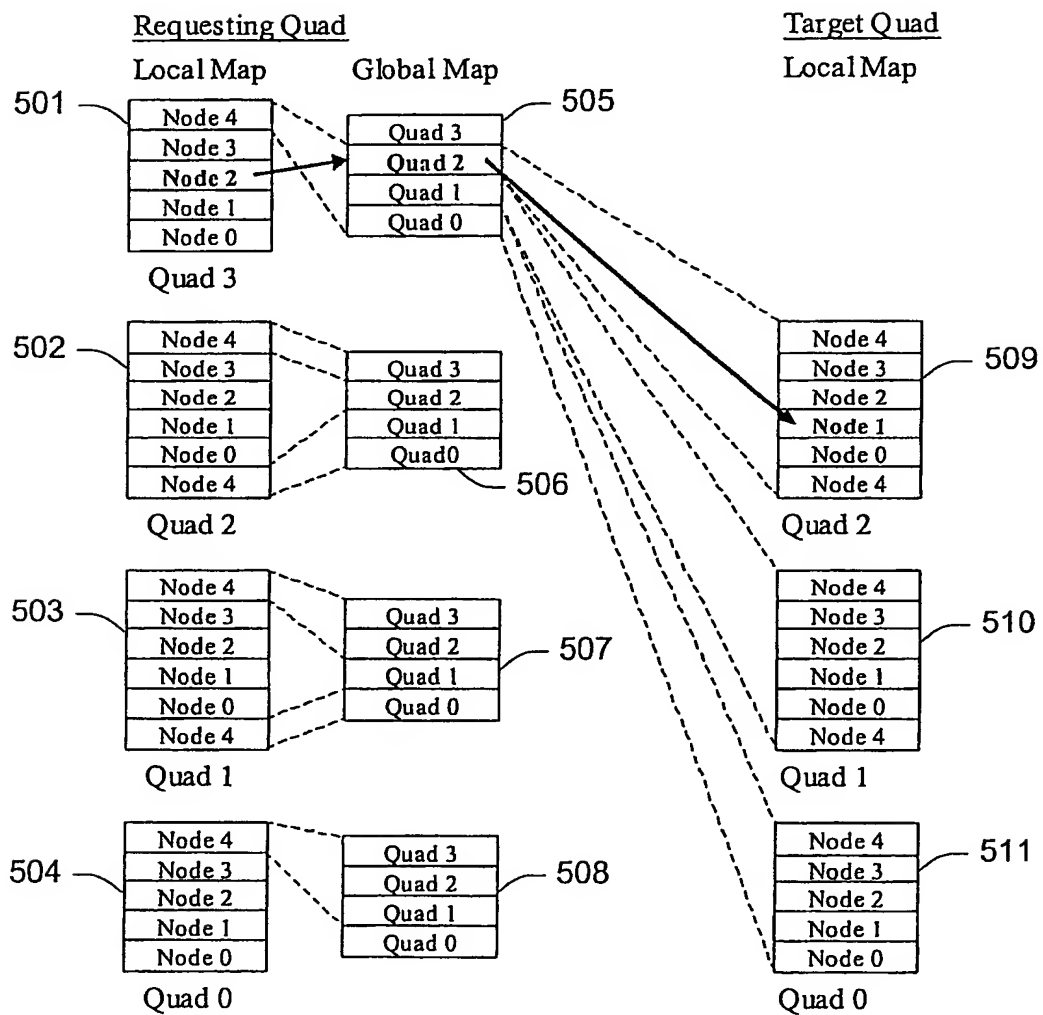 Requesting Quad
Target Quad
Local Map
Global Map
Local Map
501
Node 4
Node 3
Node 2
Node 1
Node 0
Quad 3
505
Quad 3
Quad 2
Quad 1
Quad 0
502
Node 4
Node 3
Node 2
Node 1
Node 0
Node 4
Quad 2
Quad 3
Quad 2
Quad 1
Quad0
506
Node 4
Node 3
Node 2
Node 1
Node 0
Node 4
509
Quad 2
503
Node 4
Node 3
Node 2
Node 1
Node 0
Node 4
Quad 1
Quad 3
Quad 2
Quad 1
Quad 0
507
Node 4
Node 3
Node 2
Node 1
Node 0
Node 4
510
Quad 1
504
Node 4
Node 3
Node 2
Node 1
Node 0
Quad 0
Quad 3
Quad 2
Quad 1
Quad 0
508
Node 4
Node 3
Node 2
Node 1
Node 0
511
Quad 0